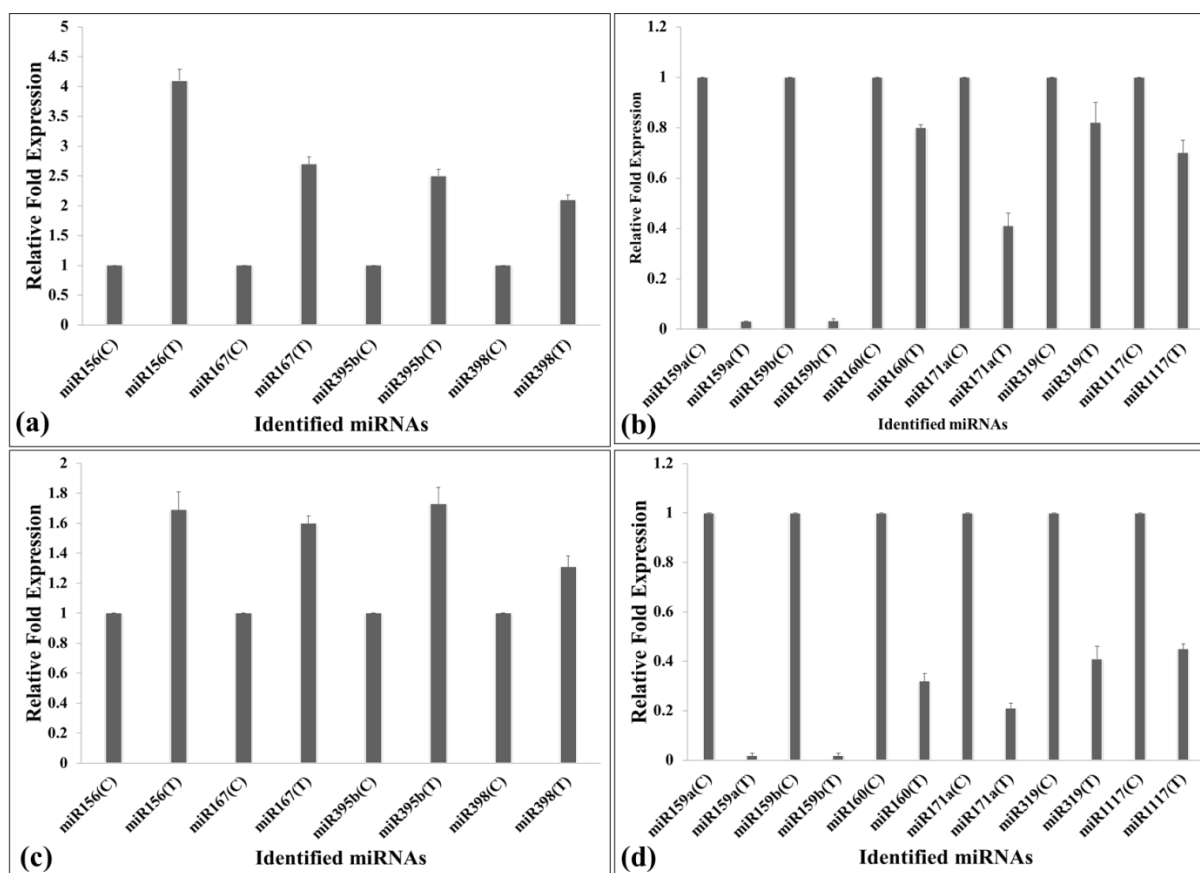 Relative Fold Expression
5
4.5
4
3.5
3
2.5
2
1.5
1
0.5
0
miR156(C)
miR156(T)
miR167(C)
miR167(T)
miR395b(C)
miR395b(T)
miR398(C)
miR398(T)
Identified miRNAs
(a)
Relative Fold Expression
1.2
1
0.8
0.6
0.4
0.2
0
miR159a(C)
miR159a(T)
miR159b(C)
miR159b(T)
miR160(C)
miR160(T)
miR171a(C)
miR171a(T)
miR319(C)
miR319(T)
miR1117(C)
miR1117(T)
Identified miRNAs
(b)
Relative Fold Expression
2
1.8
1.6
1.4
1.2
1
0.8
0.6
0.4
0.2
0
miR156(C)
miR156(T)
miR167(C)
miR167(T)
miR395b(C)
miR395b(T)
miR398(C)
miR398(T)
Identified miRNAs
(c)
Relative Fold Expression
1.2
1
0.8
0.6
0.4
0.2
0
miR159a(C)
miR159a(T)
miR159b(C)
miR159b(T)
miR160(C)
miR160(T)
miR171a(C)
miR171a(T)
miR319(C)
miR319(T)
miR1117(C)
miR1117(T)
Identified miRNAs
(d)